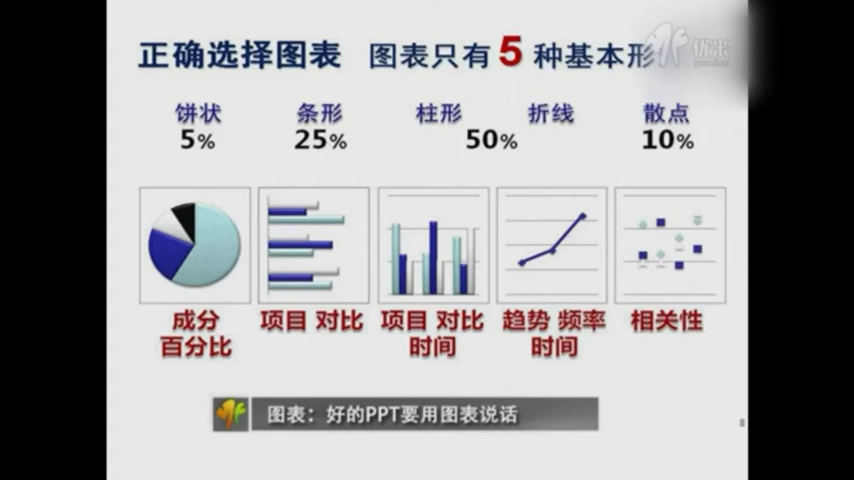 正确选择图表 图表只有 5 种基本形
优米
饼状 条形 柱形 折线 散点
5% 25% 50% 10%
成分 项目 对比 项目 对比 趋势 频率 相关性
百分比 时间 时间
图表：好的PPT要用图表说话